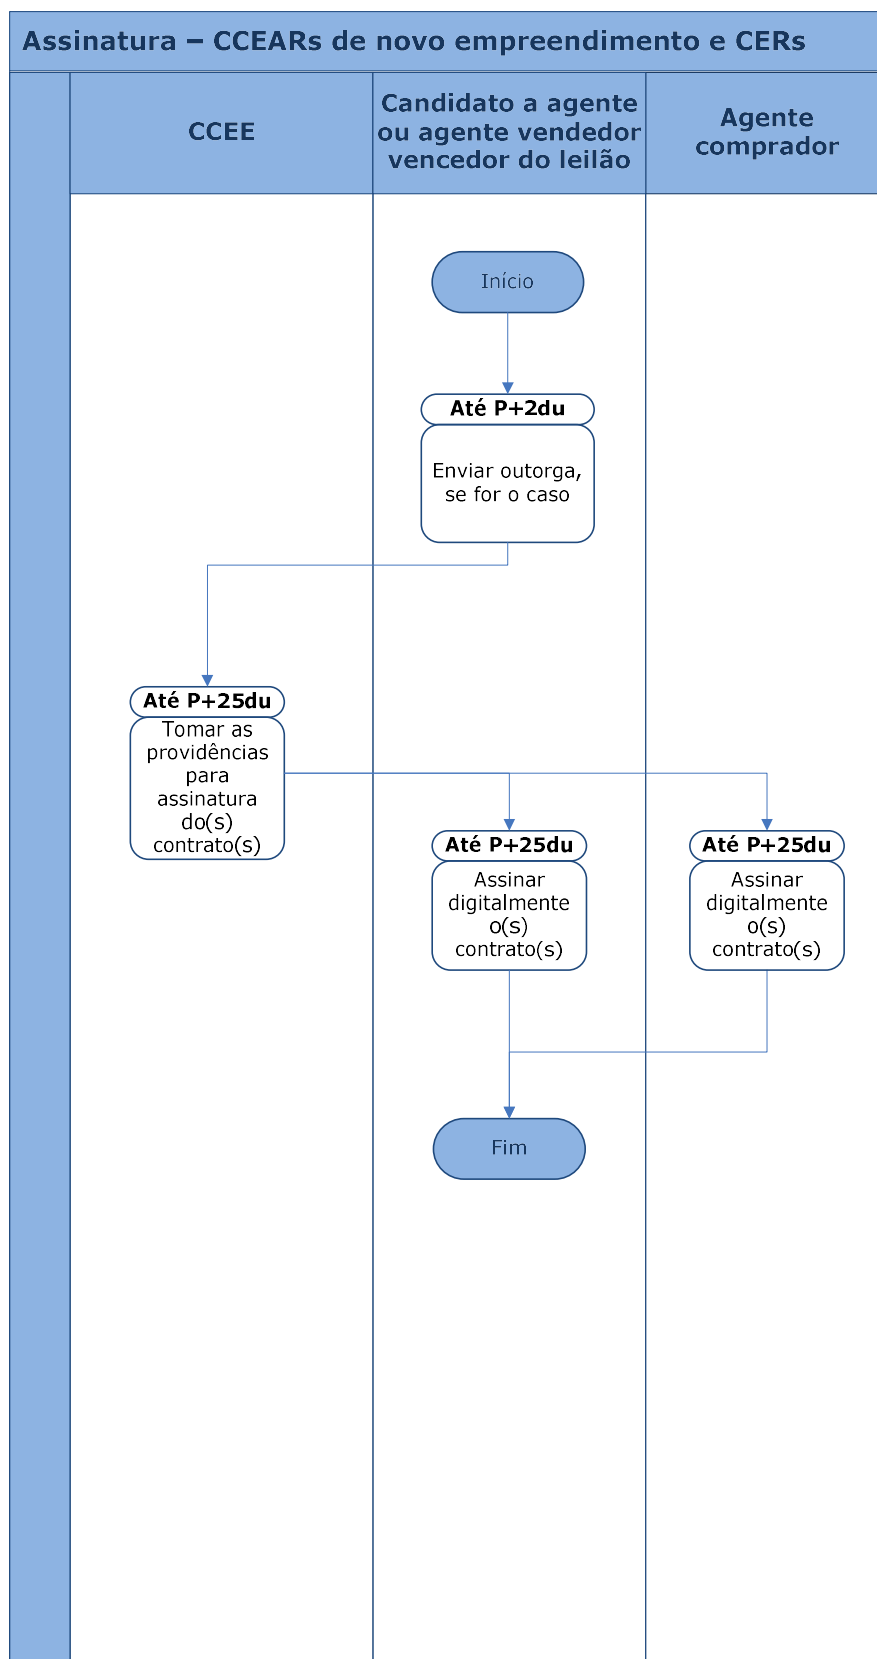 Assinatura – CCEARs de novo empreendimento e CERs
CCEE
Candidato a agente
ou agente vendedor
vencedor do leilão
Agente
comprador
Início
Até P+2du
Enviar outorga,
se for o caso
Até P+25du
Tomar as
providências
para
assinatura
do(s)
contrato(s)
Até P+25du
Assinar
digitalmente
o(s)
contrato(s)
Até P+25du
Assinar
digitalmente
o(s)
contrato(s)
Fim